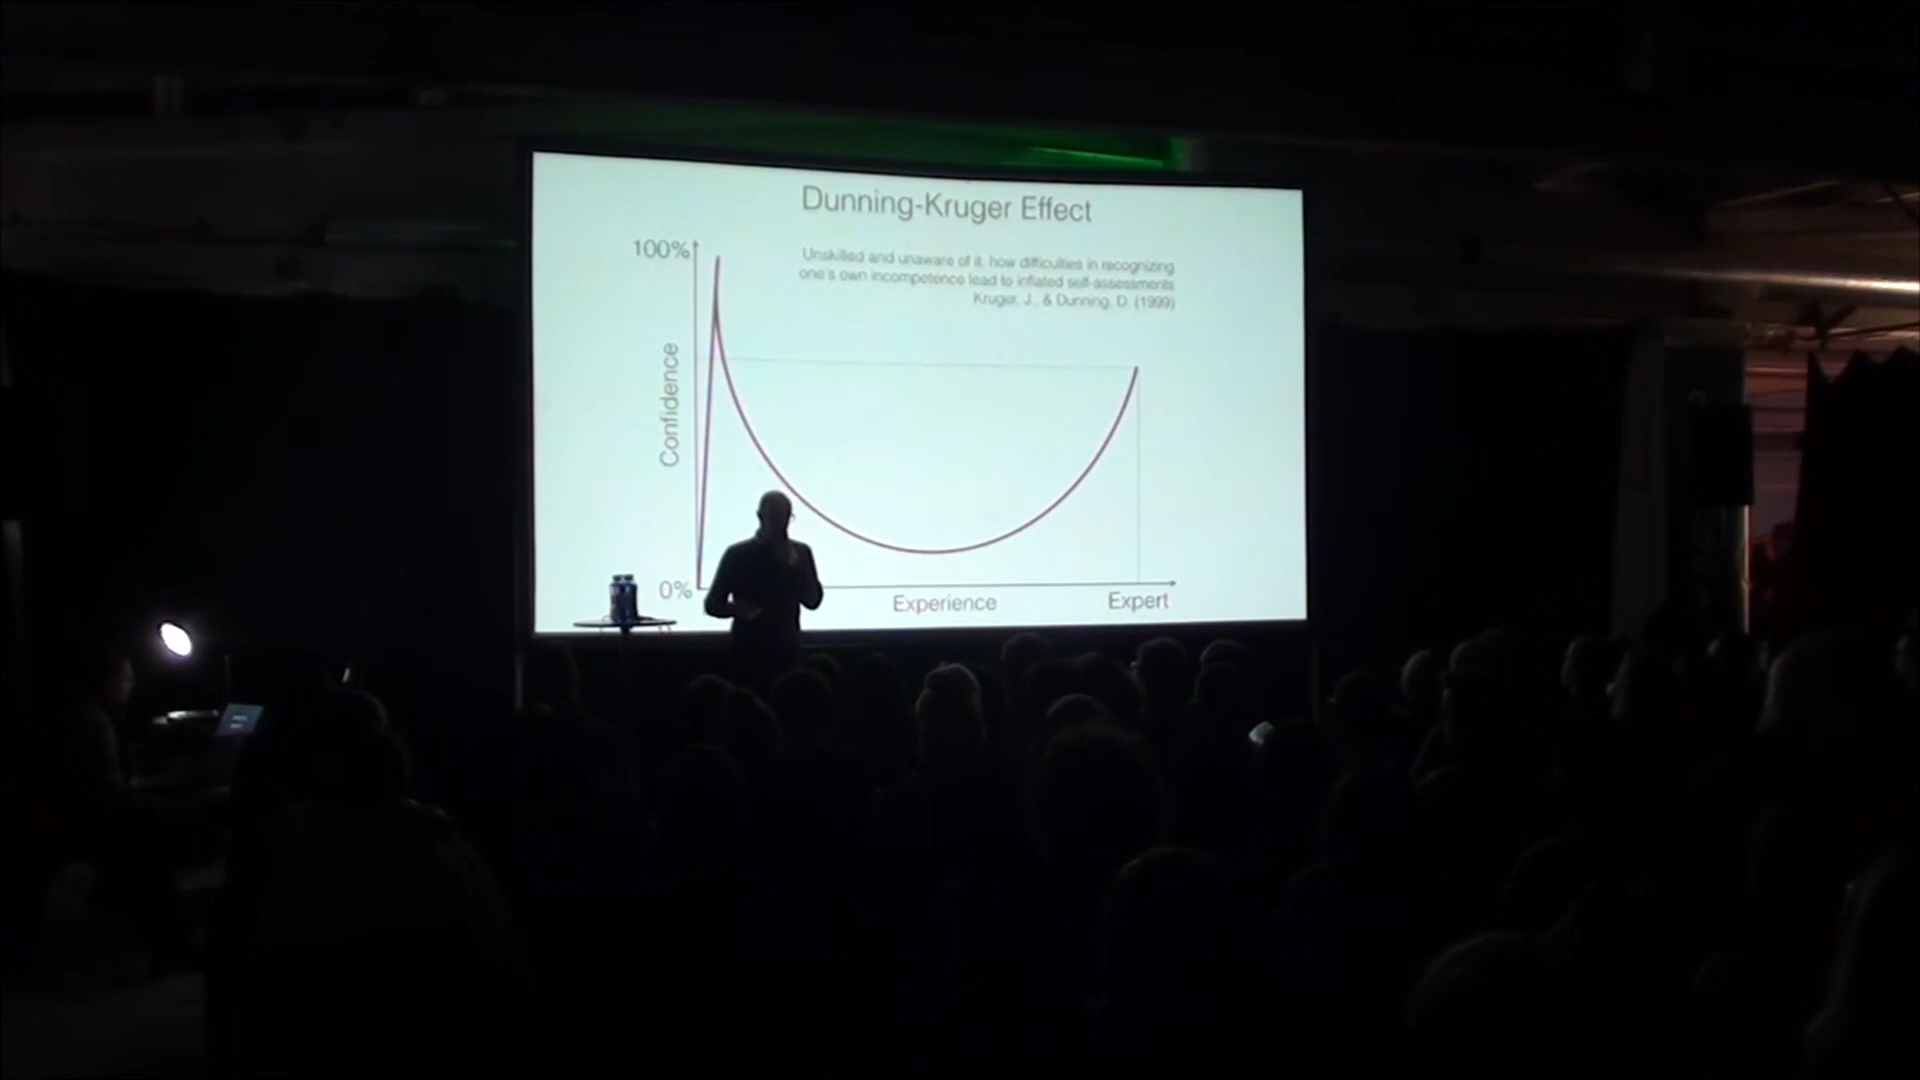 Dunning-Kruger Effect
Unskilled and unaware of it: how difficulties in recognizing
one's own incompetence lead to inflated self-assessments
Kruger, J., & Dunning, D. (1999)
100%
Confidence
0%
Experience
Expert